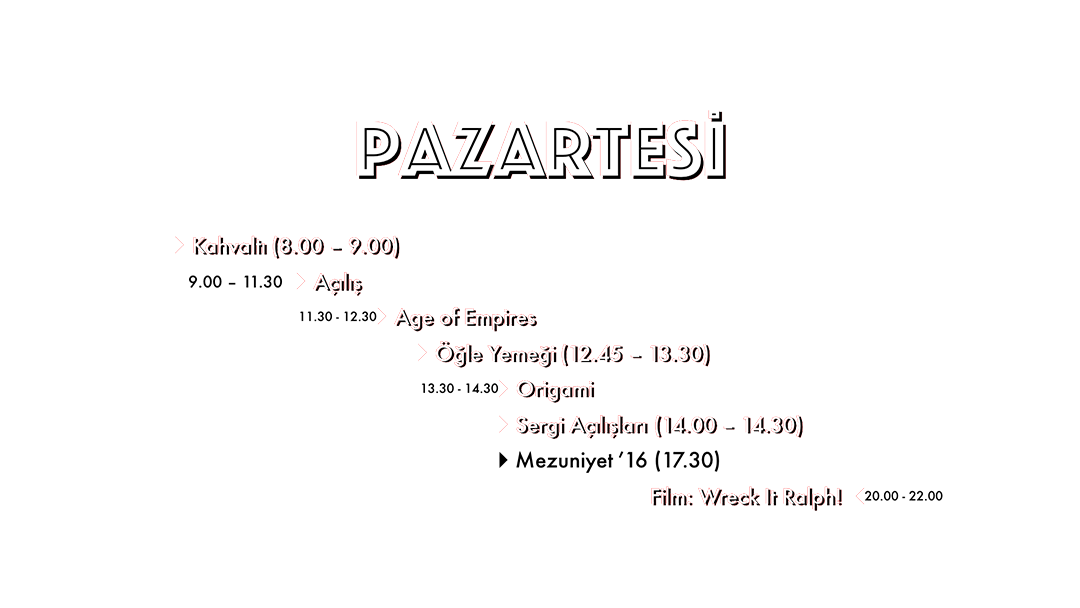 PAZARTESİ
Kahvaltı (8.00 – 9.00)
9.00 – 11.30 Açılış
11.30 - 12.30 Age of Empires
Öğle Yemeği (12.45 – 13.30)
13.30 - 14.30 Origami
Sergi Açılışları (14.00 – 14.30)
Mezuniyet ’16 (17.30)
Film: Wreck It Ralph! 20.00 - 22.00